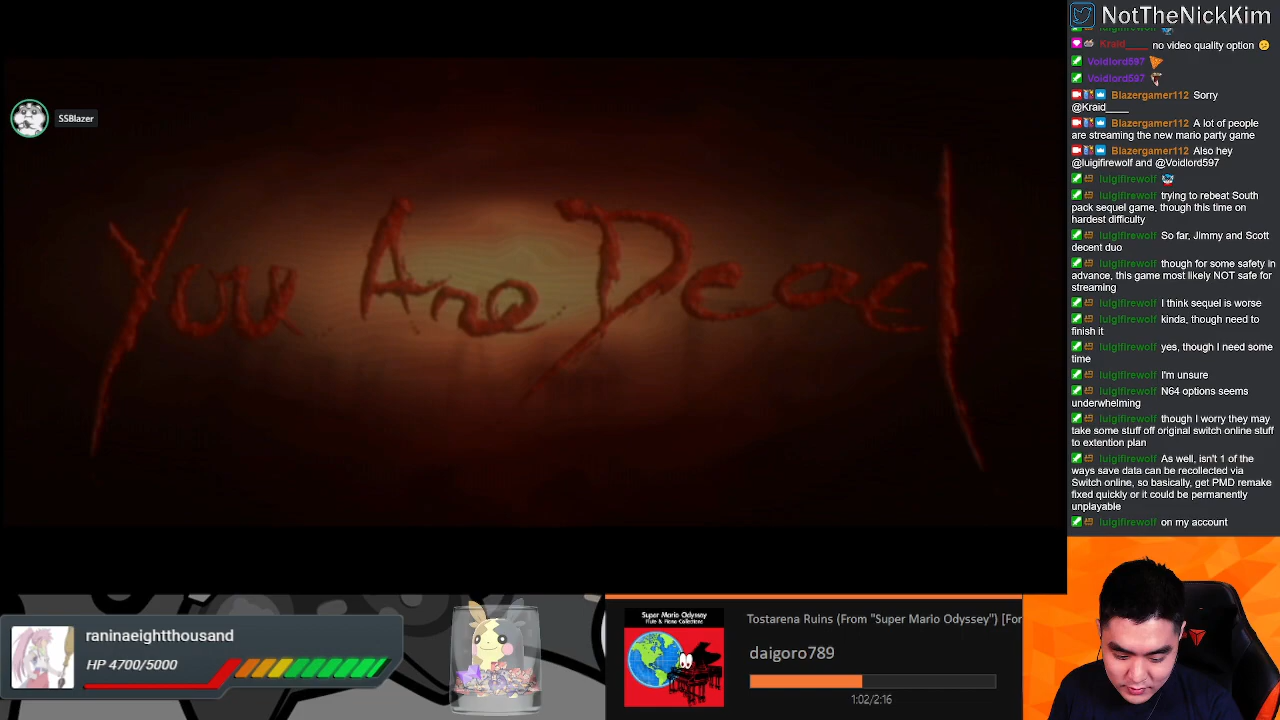 SSBlazer
You Are Dead
NotTheNickKim
Kraid____ no video quality option
Voidlord597
Voidlord597
Blazergamer112 Sorry
@Kraid____
Blazergamer112 A lot of people
are streaming the new mario party game
Blazergamer112 Also hey
@luigifirewolf and @Voidlord597
luigifirewolf
luigifirewolf trying to rebeat South
pack sequel game, though this time on
hardest difficulty
luigifirewolf So far, Jimmy and Scott
decent duo
luigifirewolf though for some safety in
advance, this game most likely NOT safe for
streaming
luigifirewolf I think sequel is worse
luigifirewolf kinda, though need to
finish it
luigifirewolf yes, though I need some
time
luigifirewolf I'm unsure
luigifirewolf N64 options seems
underwhelming
luigifirewolf though I worry they may
take some stuff off original switch online stuff
to extention plan
luigifirewolf As well, isn't 1 of the
ways save data can be recollected via
Switch online, so basically, get PMD remake
fixed quickly or it could be permanently
unplayable
luigifirewolf on my account
raninaeightthousand
HP 4700/5000
Super Mario Odyssey
Flute & Piano Collections
Tostarena Ruins (From "Super Mario Odyssey") [For
daigoro789
1:02/2:16